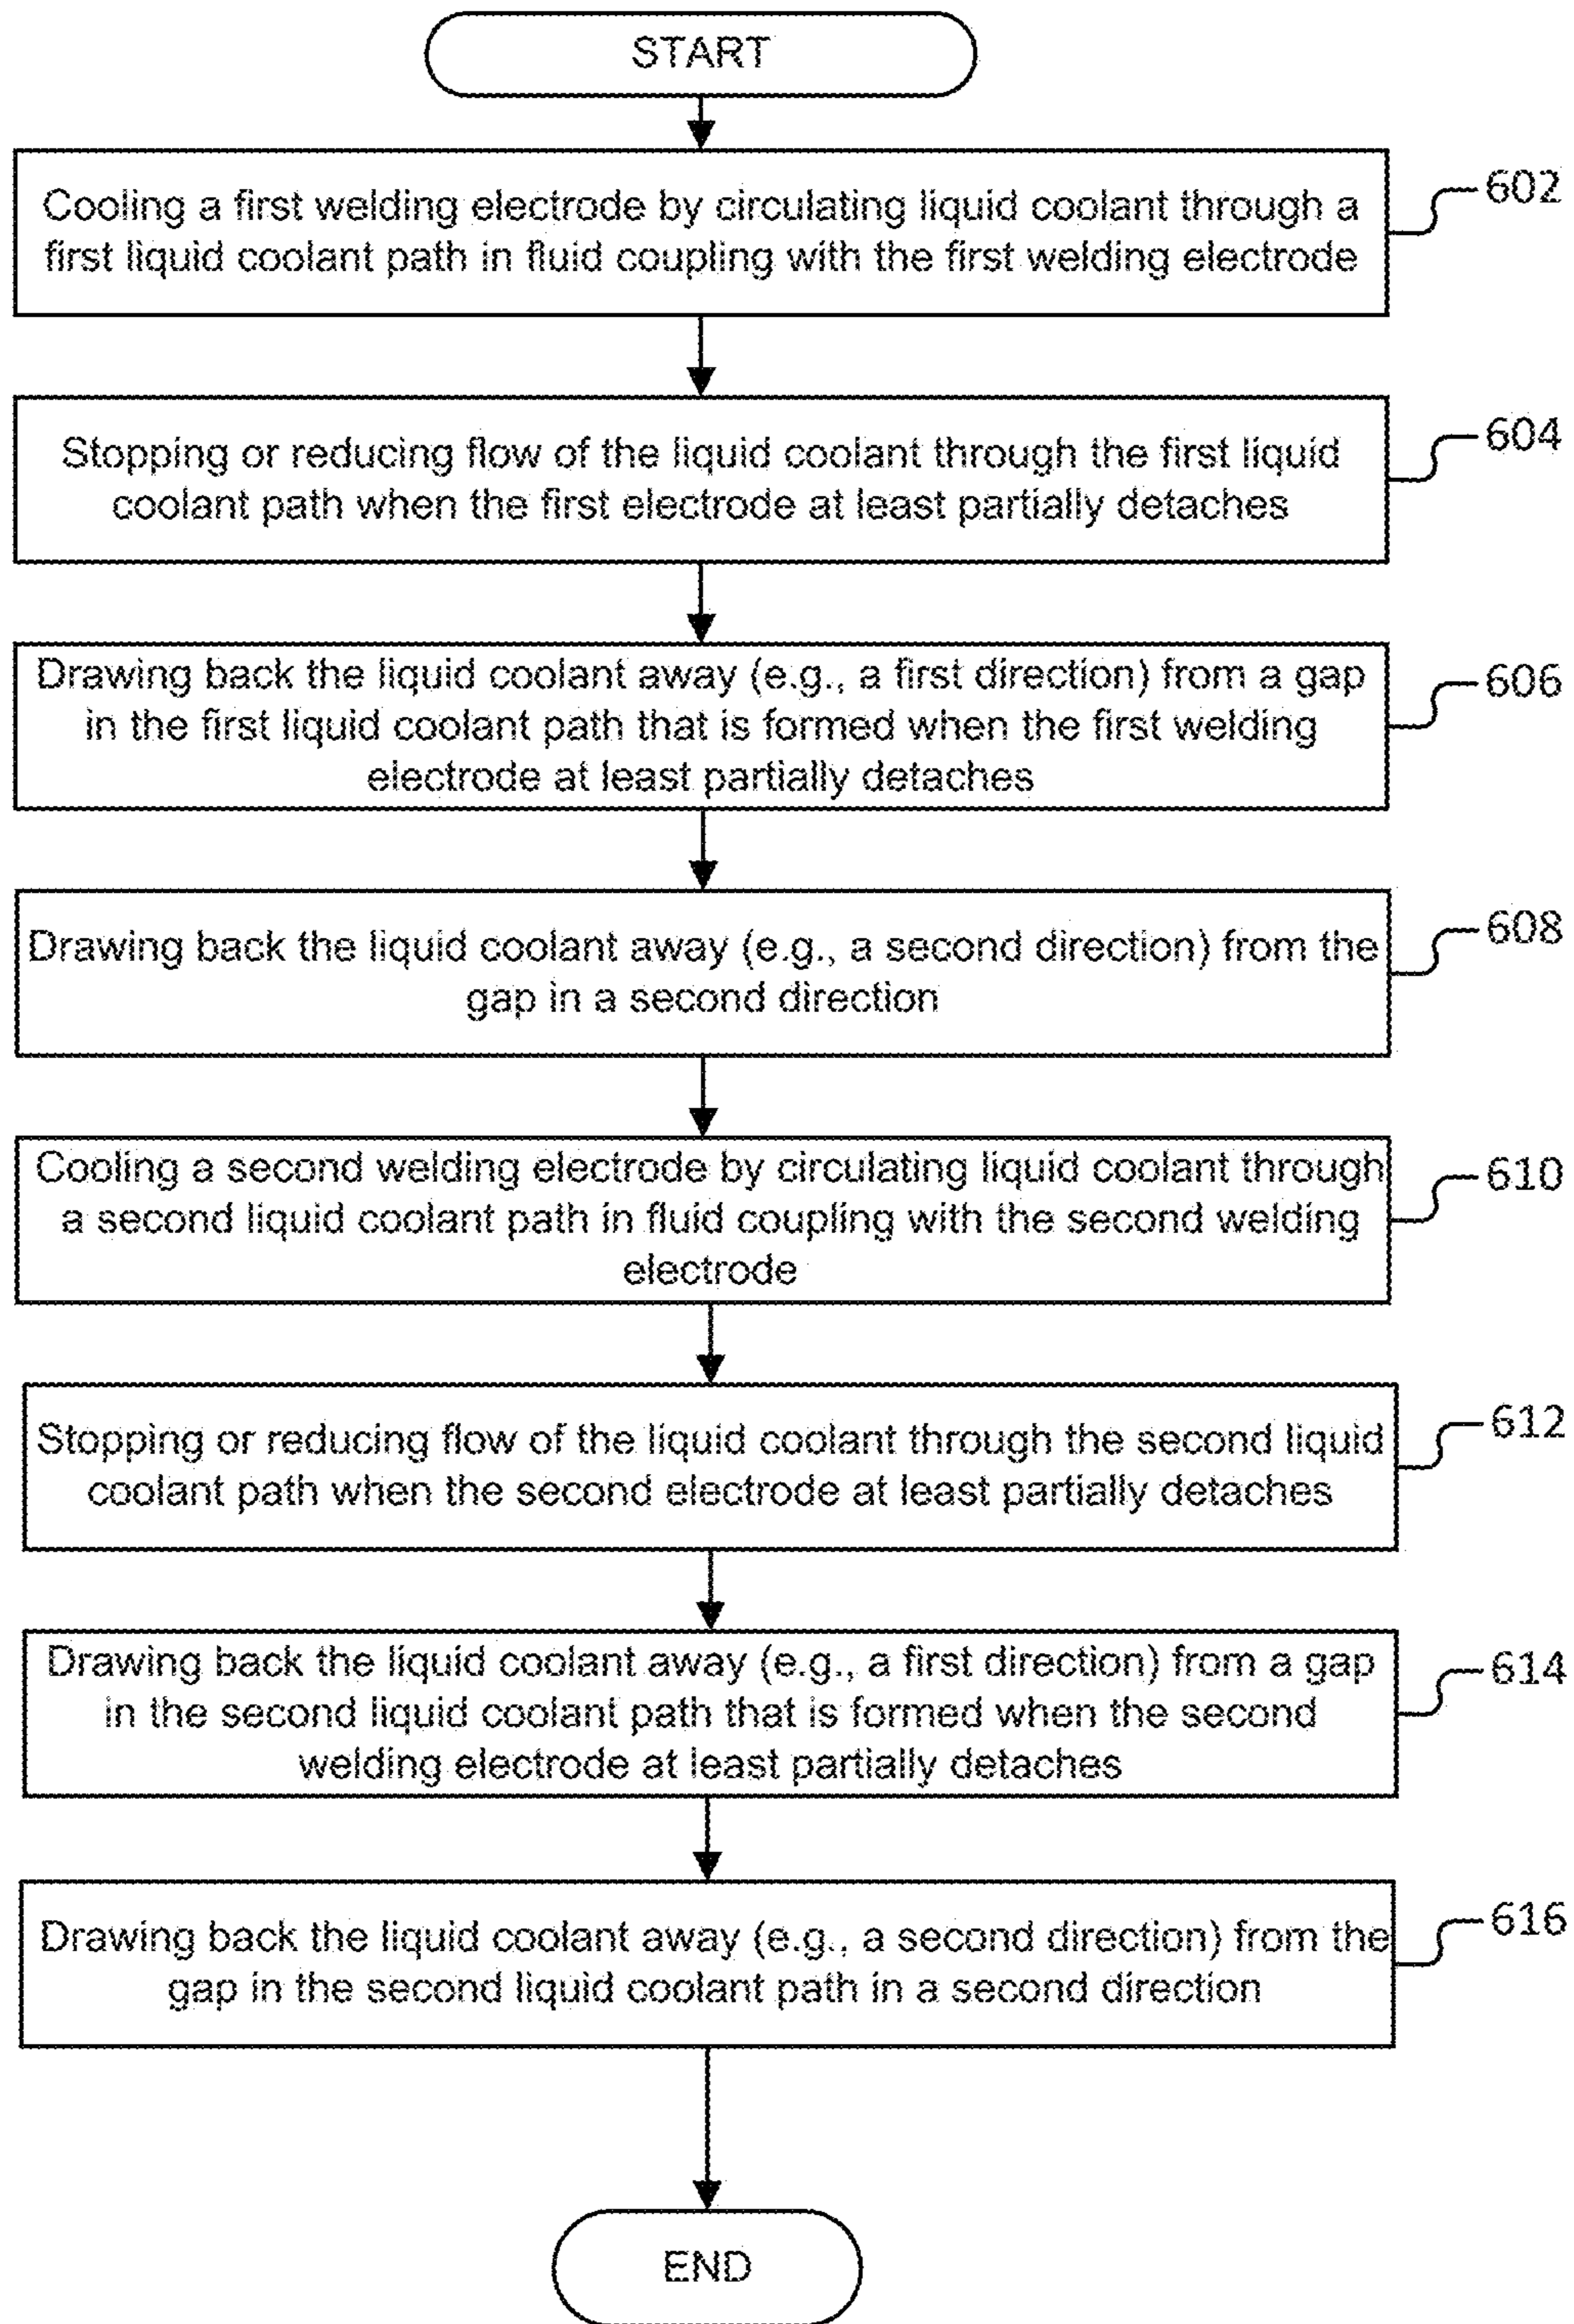 START
Cooling a first welding electrode by circulating liquid coolant through a
first liquid coolant path in fluid coupling with the first welding electrode
602
Stopping or reducing flow of the liquid coolant through the first liquid
coolant path when the first electrode at least partially detaches
604
Drawing back the liquid coolant away (e.g., a first direction) from a gap
in the first liquid coolant path that is formed when the first welding
electrode at least partially detaches
606
Drawing back the liquid coolant away (e.g., a second direction) from the
gap in a second direction
608
Cooling a second welding electrode by circulating liquid coolant through
a second liquid coolant path in fluid coupling with the second welding
electrode
610
Stopping or reducing flow of the liquid coolant through the second liquid
coolant path when the second electrode at least partially detaches
612
Drawing back the liquid coolant away (e.g., a first direction) from a gap
in the second liquid coolant path that is formed when the second
welding electrode at least partially detaches
614
Drawing back the liquid coolant away (e.g., a second direction) from the
gap in the second liquid coolant path in a second direction
616
END